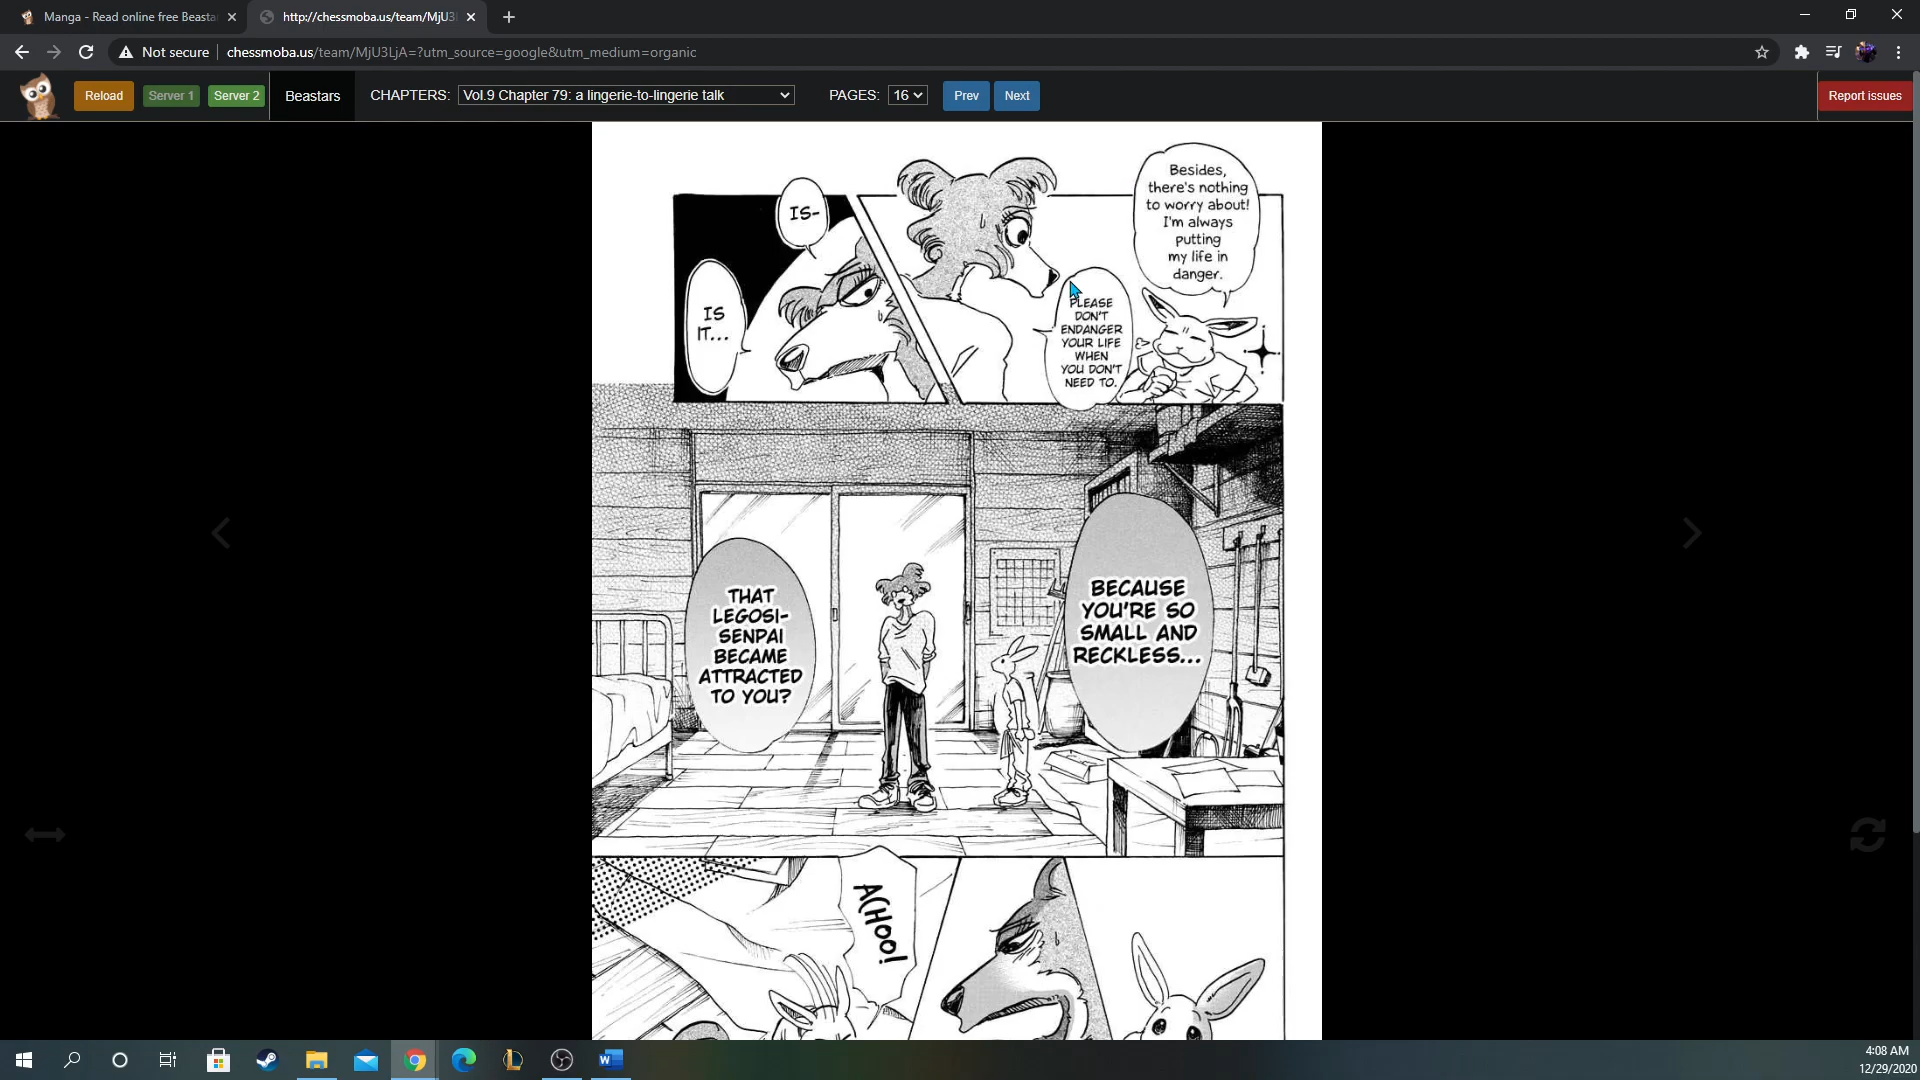 Manga - Read online free Beasta
http://chessmoba.us/team/MjU3L
Not secure
chessmoba.us/team/MjU3LjA=?utm_source=google&utm_medium=organic
Reload
Server 1
Server 2
Beastars
CHAPTERS:
Vol.9 Chapter 79: a lingerie-to-lingerie talk
PAGES:
16
Prev
Next
Report issues
Besides,
there's nothing
to worry about!
I'm always
putting
my life in
danger.
PLEASE
DON'T
ENDANGER
YOUR LIFE
WHEN
YOU DON'T
NEED TO.
IS-
IS
IT...
BECAUSE
YOU'RE SO
SMALL AND
RECKLESS...
THAT
LEGOSI-
SENPAI
BECAME
ATTRACTED
TO YOU?
ACHOO!
4:08 AM
12/29/2020